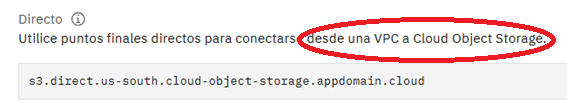 Directo
Utilice puntos finales directos para conectars desde una VPC a Cloud Object Storage.
s3.direct.us-south.cloud-object-storage.appdomain.cloud